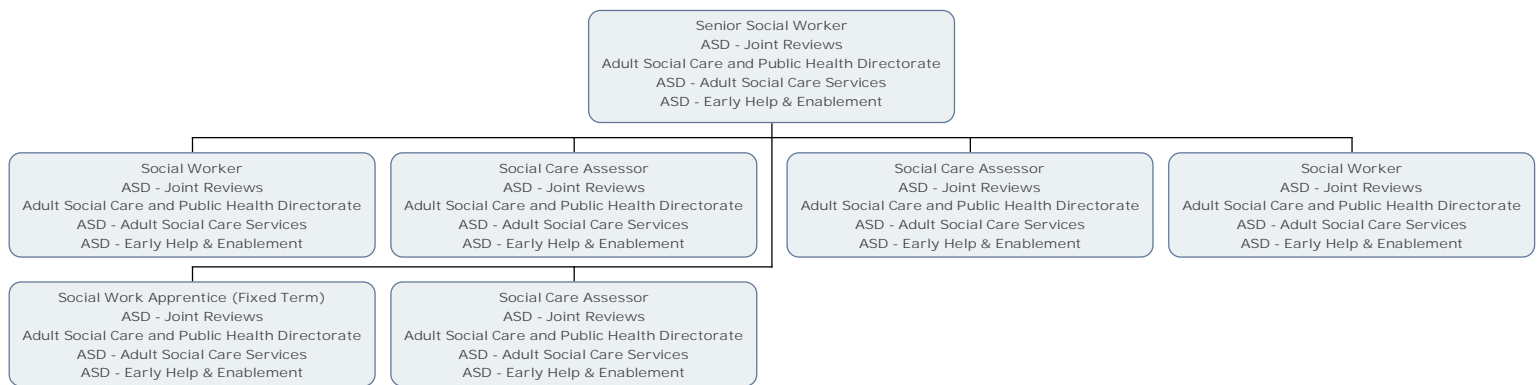 Senior Social Worker
ASD - Joint Reviews
Adult Social Care and Public Health Directorate
ASD - Adult Social Care Services
ASD - Early Help & Enablement
Social Worker
ASD - Joint Reviews
Adult Social Care and Public Health Directorate
ASD - Adult Social Care Services
ASD - Early Help & Enablement
Social Care Assessor
ASD - Joint Reviews
Adult Social Care and Public Health Directorate
ASD - Adult Social Care Services
ASD - Early Help & Enablement
Social Care Assessor
ASD - Joint Reviews
Adult Social Care and Public Health Directorate
ASD - Adult Social Care Services
ASD - Early Help & Enablement
Social Worker
ASD - Joint Reviews
Adult Social Care and Public Health Directorate
ASD - Adult Social Care Services
ASD - Early Help & Enablement
Social Work Apprentice (Fixed Term)
ASD - Joint Reviews
Adult Social Care and Public Health Directorate
ASD - Adult Social Care Services
ASD - Early Help & Enablement
Social Care Assessor
ASD - Joint Reviews
Adult Social Care and Public Health Directorate
ASD - Adult Social Care Services
ASD - Early Help & Enablement